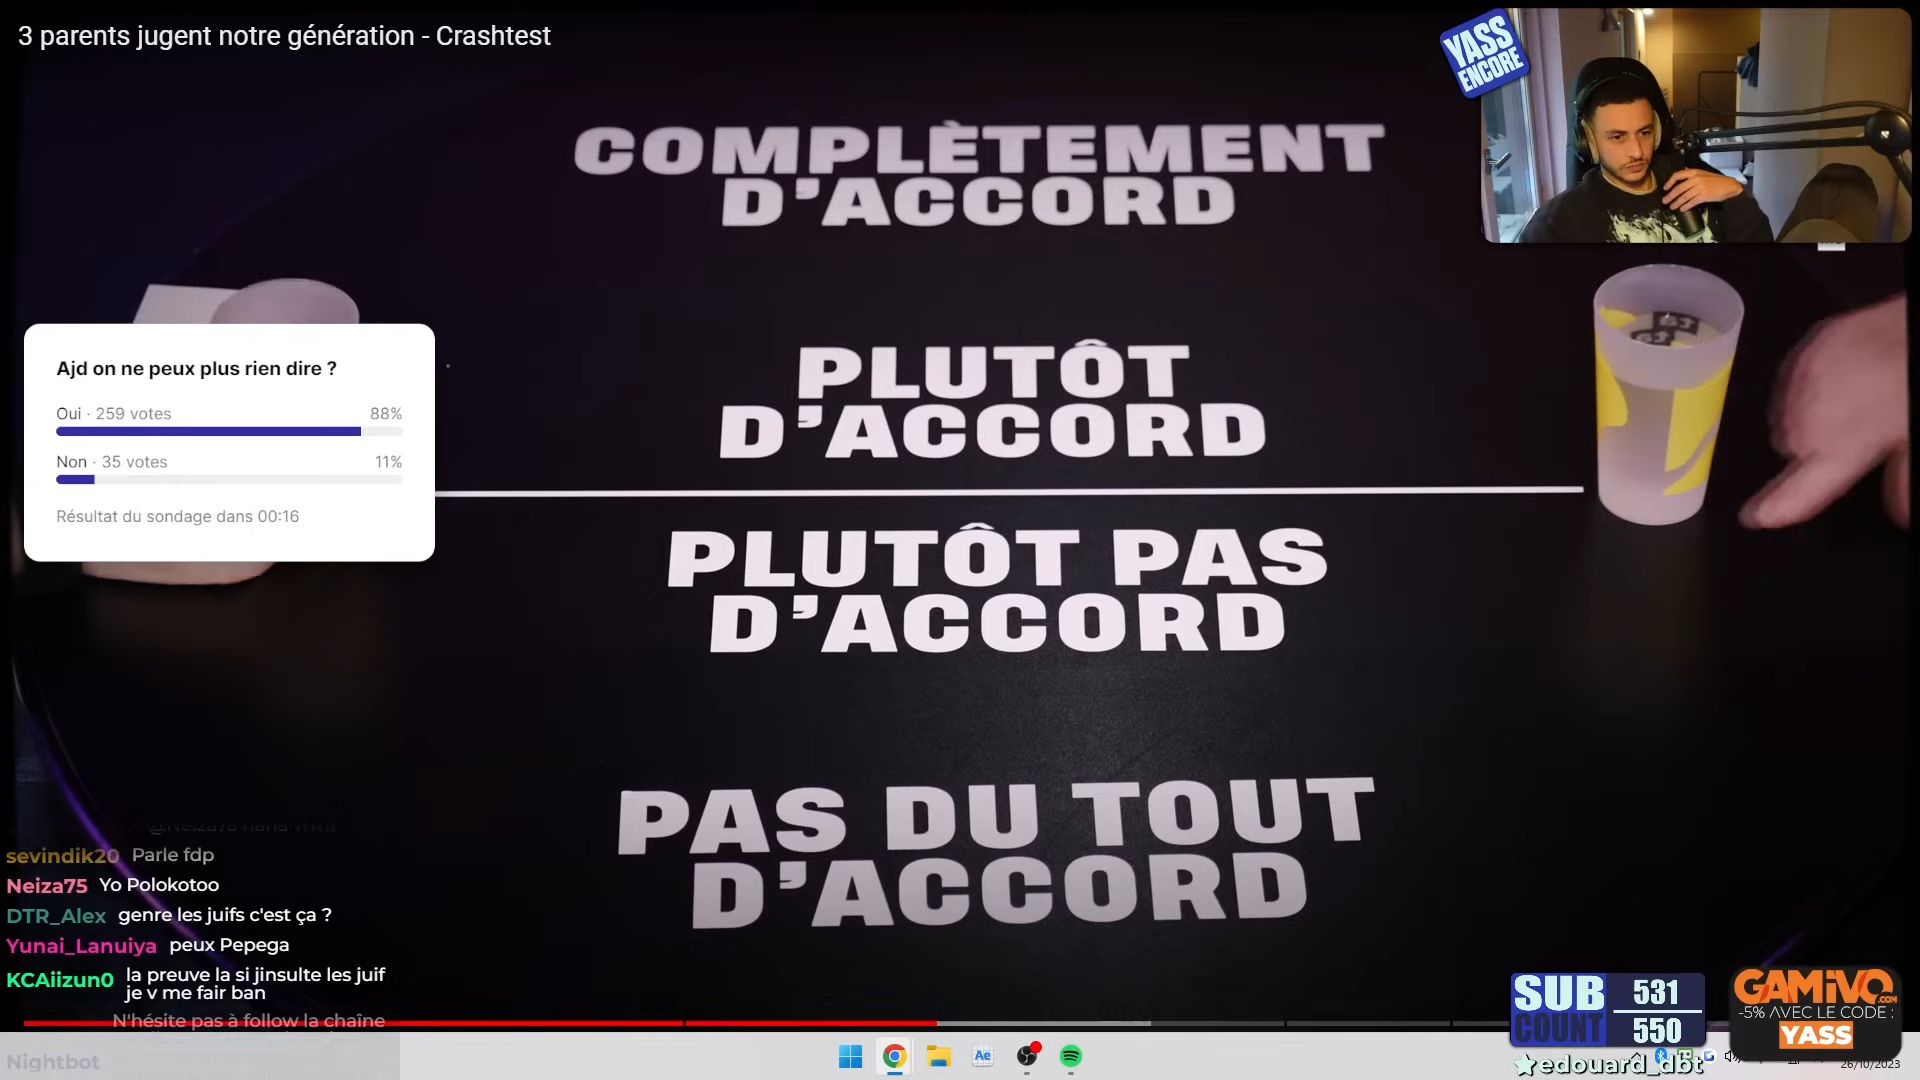 3 parents jugent notre génération - Crashtest
YASS
ENCORE
COMPLÈTEMENT
D'ACCORD
PLUTÔT
D'ACCORD
Ajd on ne peux plus rien dire ?
Oui · 259 votes 88%
Non · 35 votes 11%
Résultat du sondage dans 00:16
PLUTÔT PAS
D'ACCORD
PAS DU TOUT
D'ACCORD
sevindik20 Parle fdp
Neiza75 Yo Polokotoo
DTR_Alex genre les juifs c'est ça ?
Yunai_Lanuiya peux Pepega
KCAiizun0 la preuve la si jinsulte les juif
je v me fair ban
N'hésite pas à follow la chaîne
Nightbot
SUB
COUNT
531
550
edouard_dbt
GAMIVO.COM
-5% AVEC LE CODE :
YASS
Ae
26/10/2023